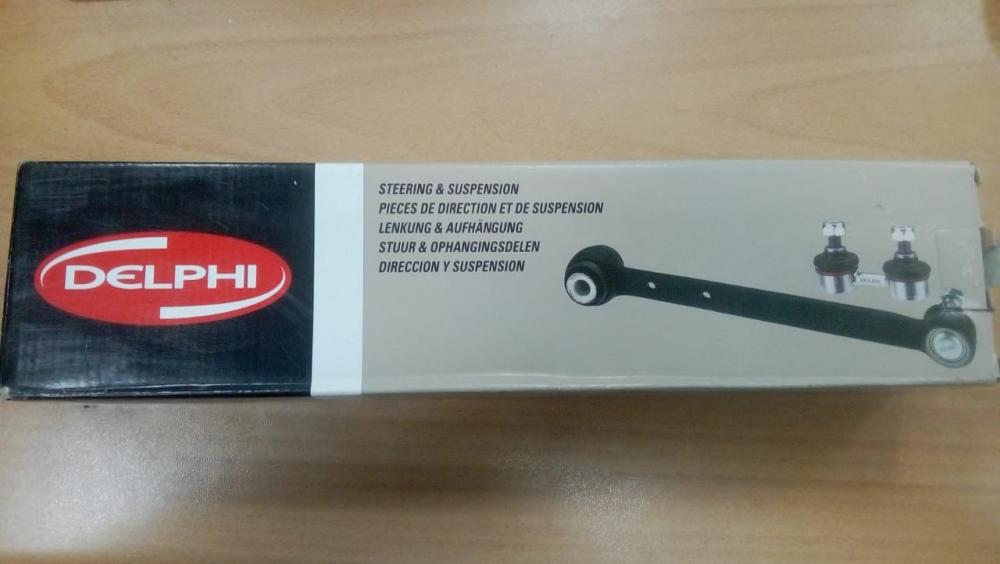 DELPHI
STEERING & SUSPENSION
PIECES DE DIRECTION ET DE SUSPENSION
LENKUNG & AUFHÄNGUNG
STUUR & OPHANGINGSDELEN
DIRECCION Y SUSPENSION